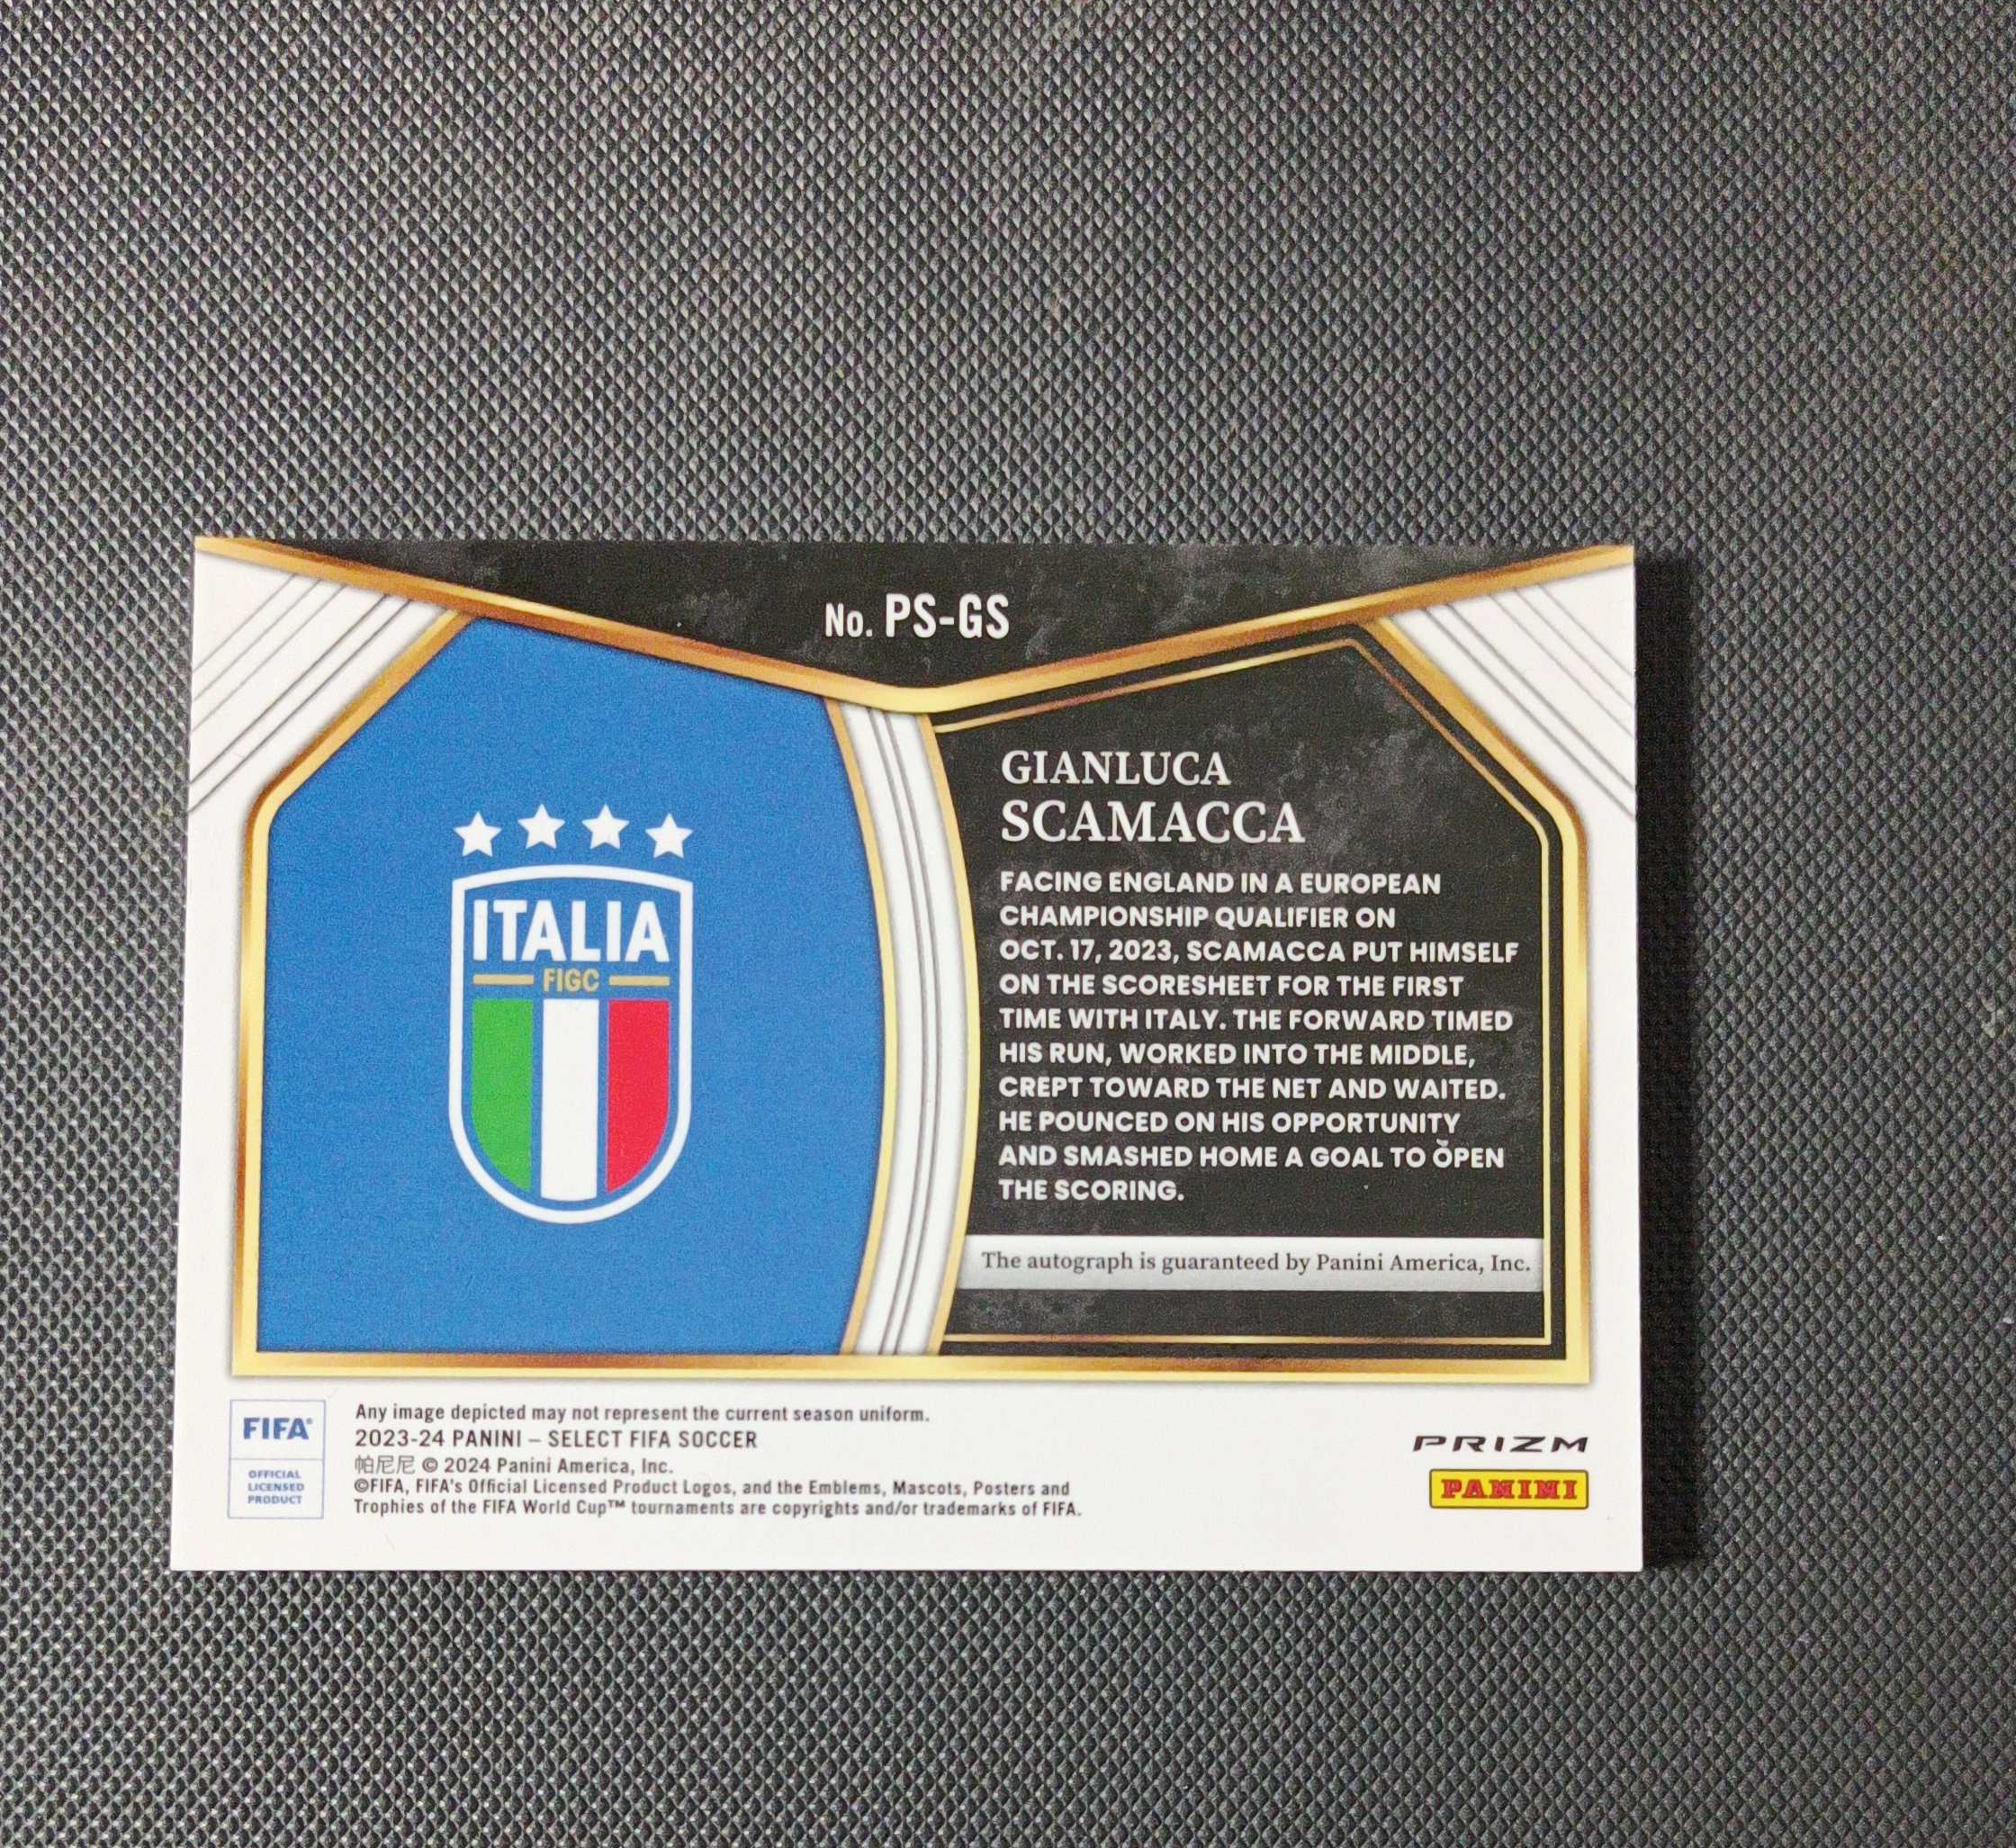 No. PS-GS
ITALIA
FIGC
GIANLUCA
SCAMACCA
FACING ENGLAND IN A EUROPEAN
CHAMPIONSHIP QUALIFIER ON
OCT. 17, 2023, SCAMACCA PUT HIMSELF
ON THE SCORESHEET FOR THE FIRST
TIME WITH ITALY. THE FORWARD TIMED
HIS RUN, WORKED INTO THE MIDDLE,
CREPT TOWARD THE NET AND WAITED.
HE POUNCED ON HIS OPPORTUNITY
AND SMASHED HOME A GOAL TO OPEN
THE SCORING.
The autograph is guaranteed by Panini America, Inc.
FIFA®
OFFICIAL
LICENSED
PRODUCT
Any image depicted may not represent the current season uniform.
2023-24 PANINI – SELECT FIFA SOCCER
帕尼尼 © 2024 Panini America, Inc.
©FIFA, FIFA's Official Licensed Product Logos, and the Emblems, Mascots, Posters and
Trophies of the FIFA World Cup™ tournaments are copyrights and/or trademarks of FIFA.
PRIZM
PANINI